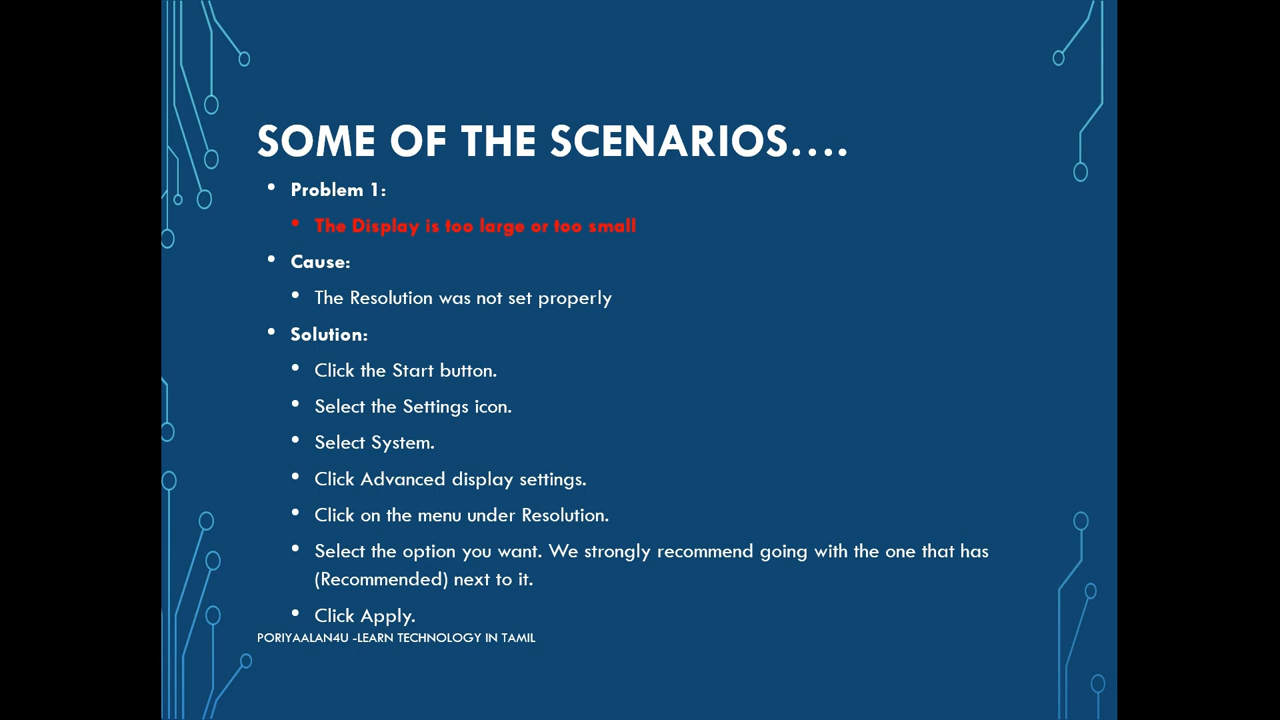 SOME OF THE SCENARIOS....
• Problem 1:
• The Display is too large or too small
• Cause:
• The Resolution was not set properly
• Solution:
• Click the Start button.
• Select the Settings icon.
• Select System.
• Click Advanced display settings.
• Click on the menu under Resolution.
• Select the option you want. We strongly recommend going with the one that has
(Recommended) next to it.
• Click Apply.
PORIYAALAN4U -LEARN TECHNOLOGY IN TAMIL